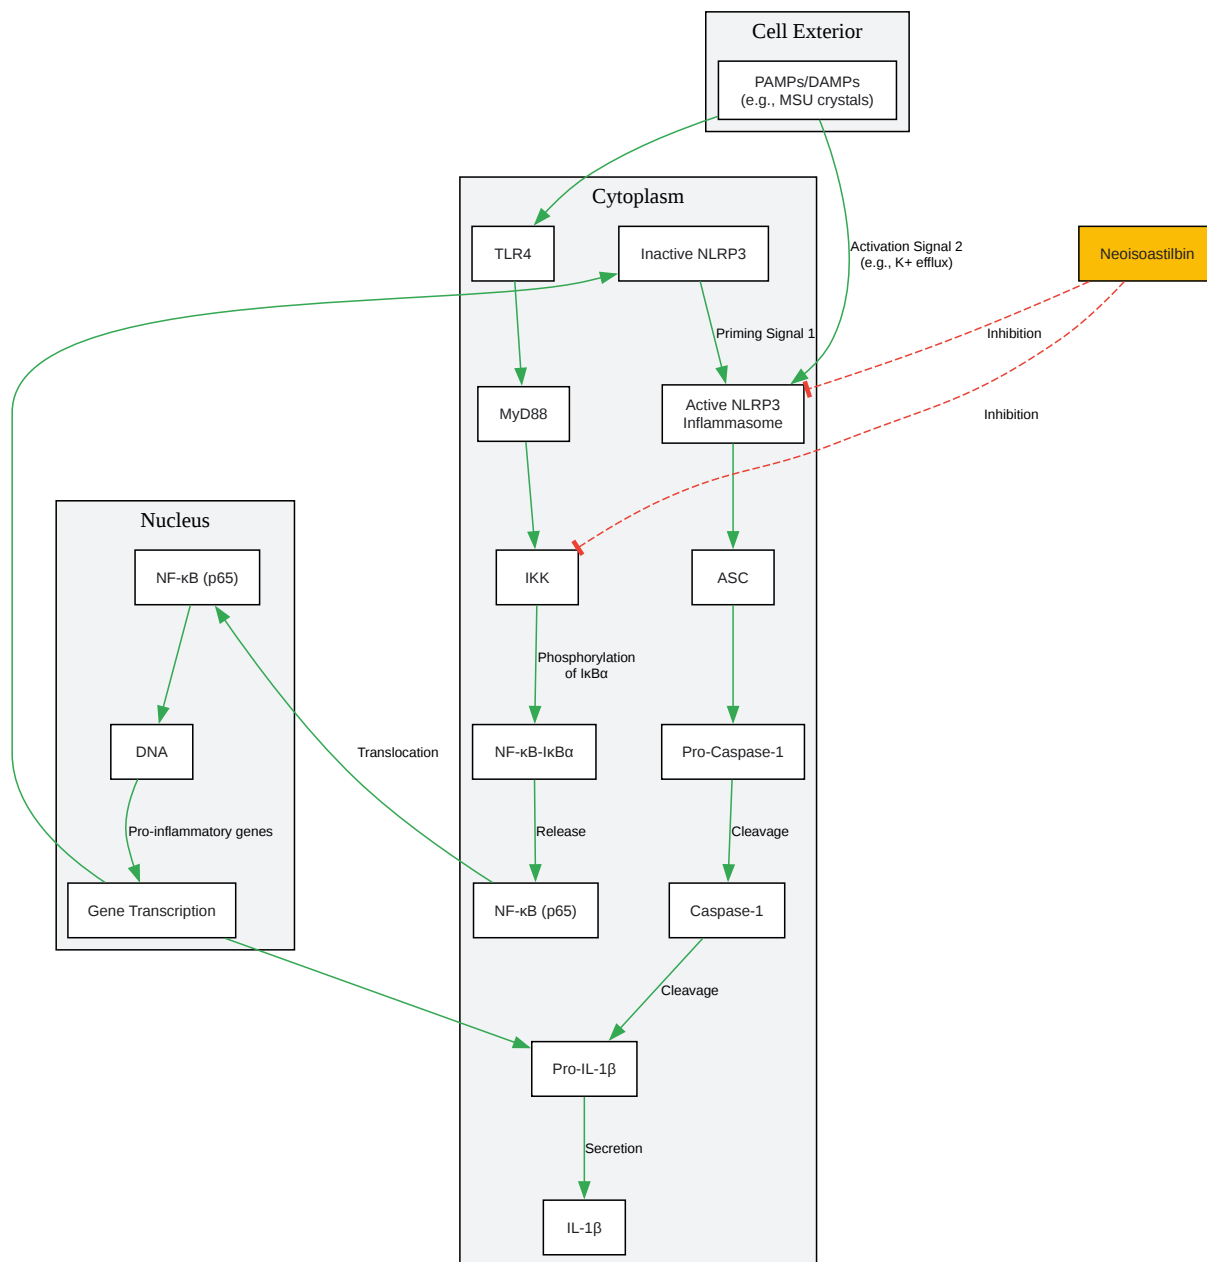 Cell Exterior
PAMPs/DAMPs
(e.g., MSU crystals)
Cytoplasm
TLR4
Inactive NLRP3
Activation Signal 2
(e.g., K+ efflux)
Neoisoastilbin
Priming Signal 1
Inhibition
MyD88
Active NLRP3
Inflammasome
Inhibition
Nucleus
NF-κB (p65)
IKK
ASC
Phosphorylation
of IκBα
DNA
Translocation
NF-κB-IκBα
Pro-Caspase-1
Pro-inflammatory genes
Release
Cleavage
Gene Transcription
NF-κB (p65)
Caspase-1
Cleavage
Pro-IL-1β
Secretion
IL-1β